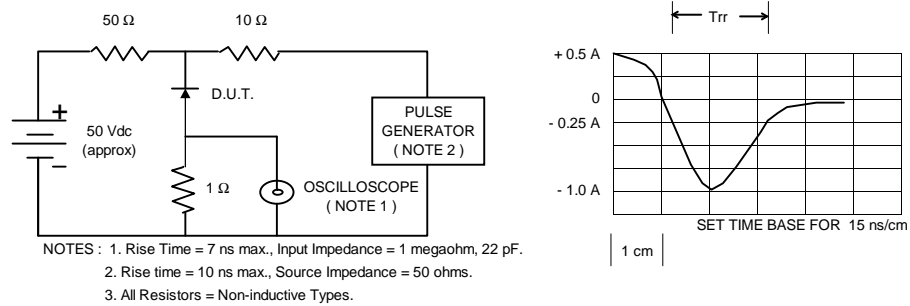 50 Ω
10 Ω
D.U.T.
+
50 Vdc
(approx)
−
1 Ω
PULSE
GENERATOR
( NOTE 2 )
OSCILLOSCOPE
( NOTE 1 )
NOTES : 1. Rise Time = 7 ns max., Input Impedance = 1 megaohm, 22 pF.
2. Rise time = 10 ns max., Source Impedance = 50 ohms.
3. All Resistors = Non-inductive Types.
Trr
+ 0.5 A
0
- 0.25 A
- 1.0 A
SET TIME BASE FOR 15 ns/cm
1 cm